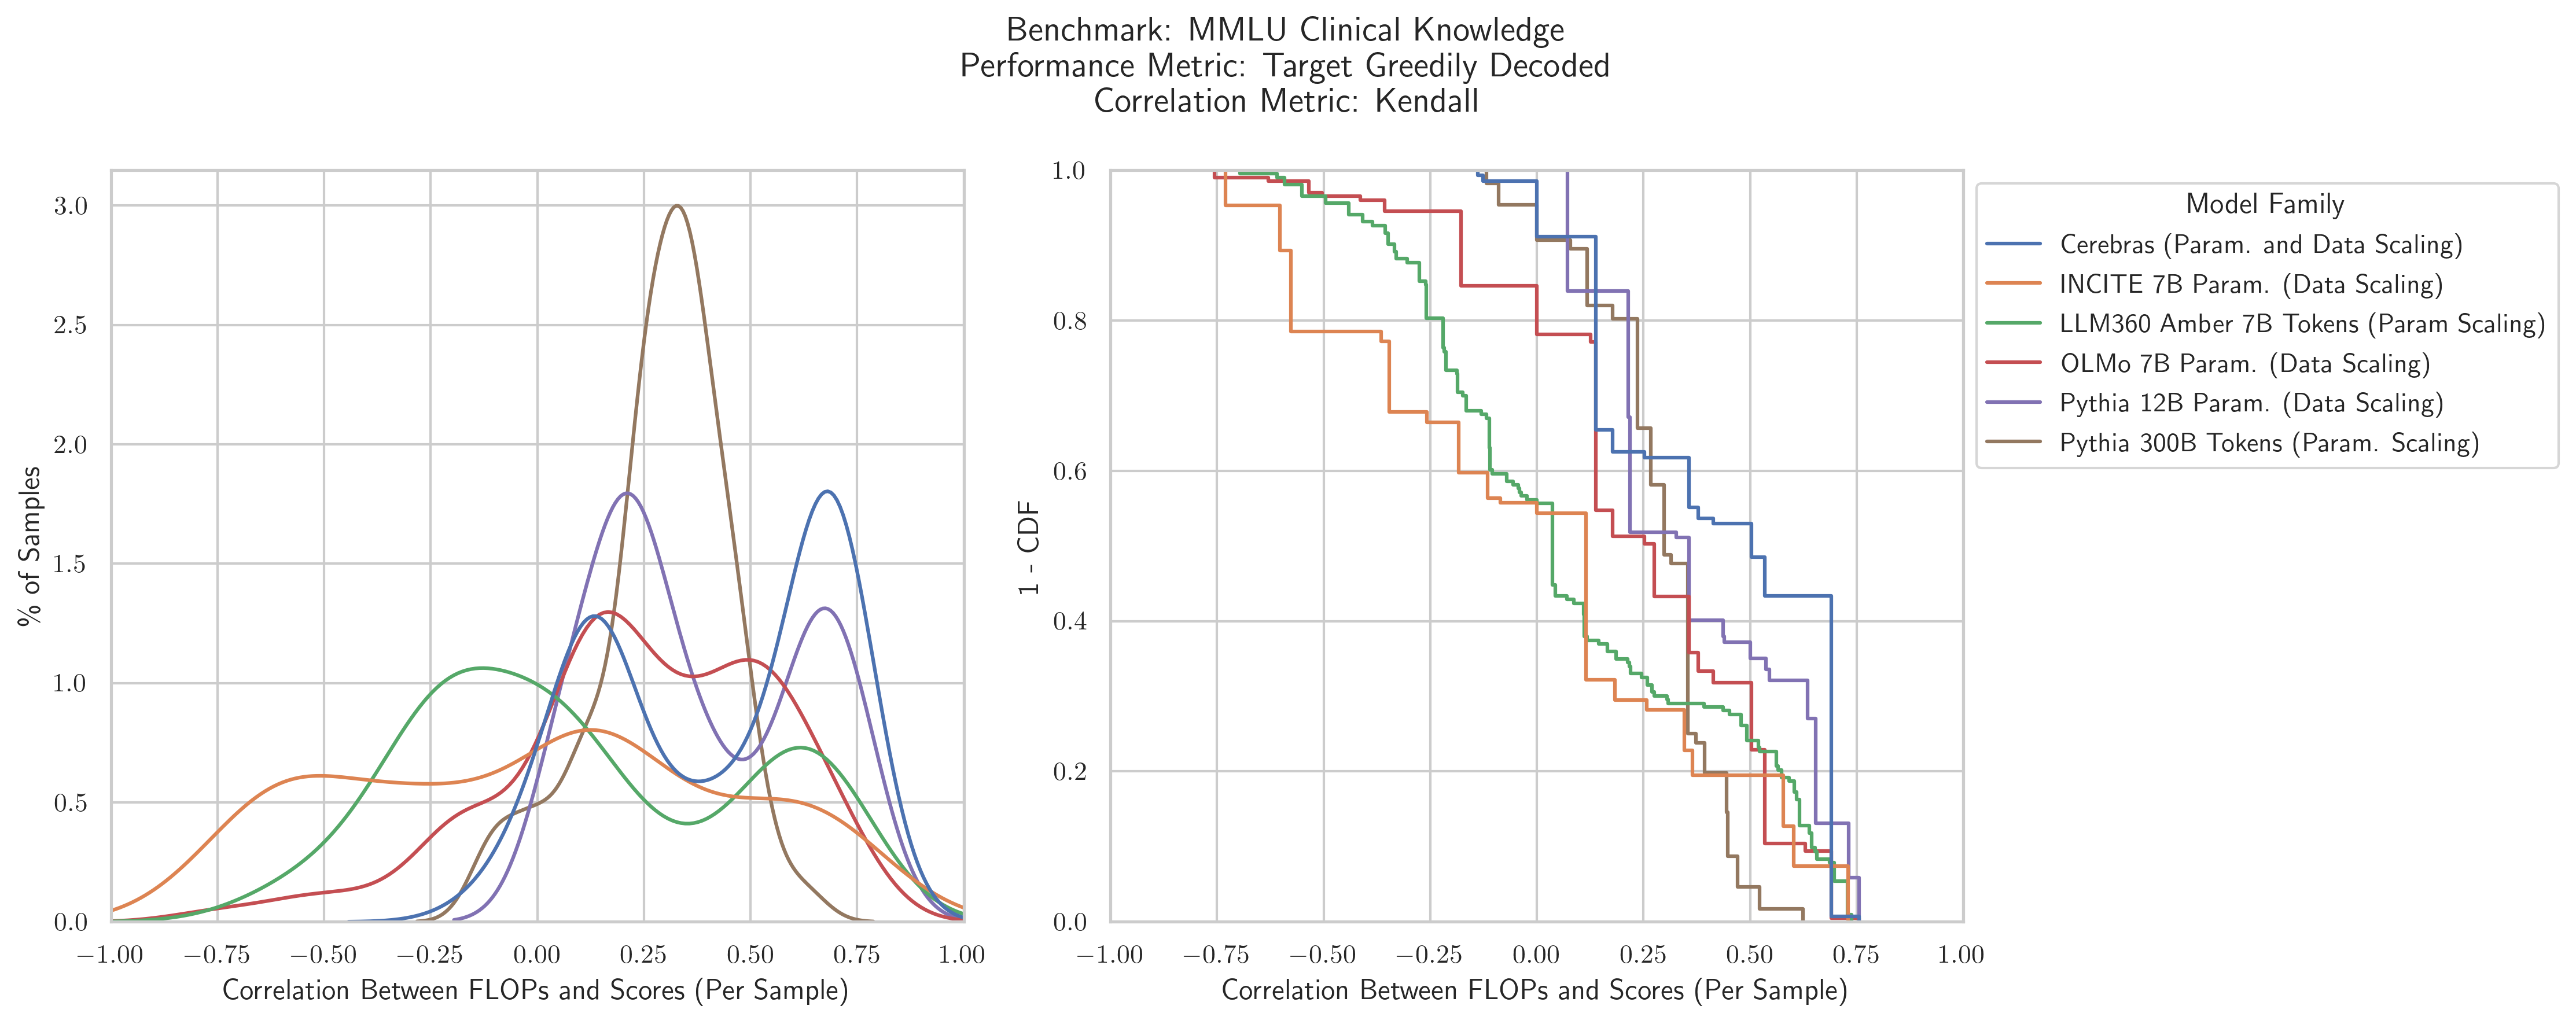 Benchmark: MMLU Clinical Knowledge
Performance Metric: Target Greedily Decoded
Correlation Metric: Kendall
% of Samples
3.0
2.5
2.0
1.5
1.0
0.5
0.0
−1.00 −0.75 −0.50 −0.25 0.00 0.25 0.50 0.75 1.00
Correlation Between FLOPs and Scores (Per Sample)
1 - CDF
1.0
0.8
0.6
0.4
0.2
0.0
−1.00 −0.75 −0.50 −0.25 0.00 0.25 0.50 0.75 1.00
Correlation Between FLOPs and Scores (Per Sample)
Model Family
Cerebras (Param. and Data Scaling)
INCITE 7B Param. (Data Scaling)
LLM360 Amber 7B Tokens (Param Scaling)
OLMo 7B Param. (Data Scaling)
Pythia 12B Param. (Data Scaling)
Pythia 300B Tokens (Param. Scaling)